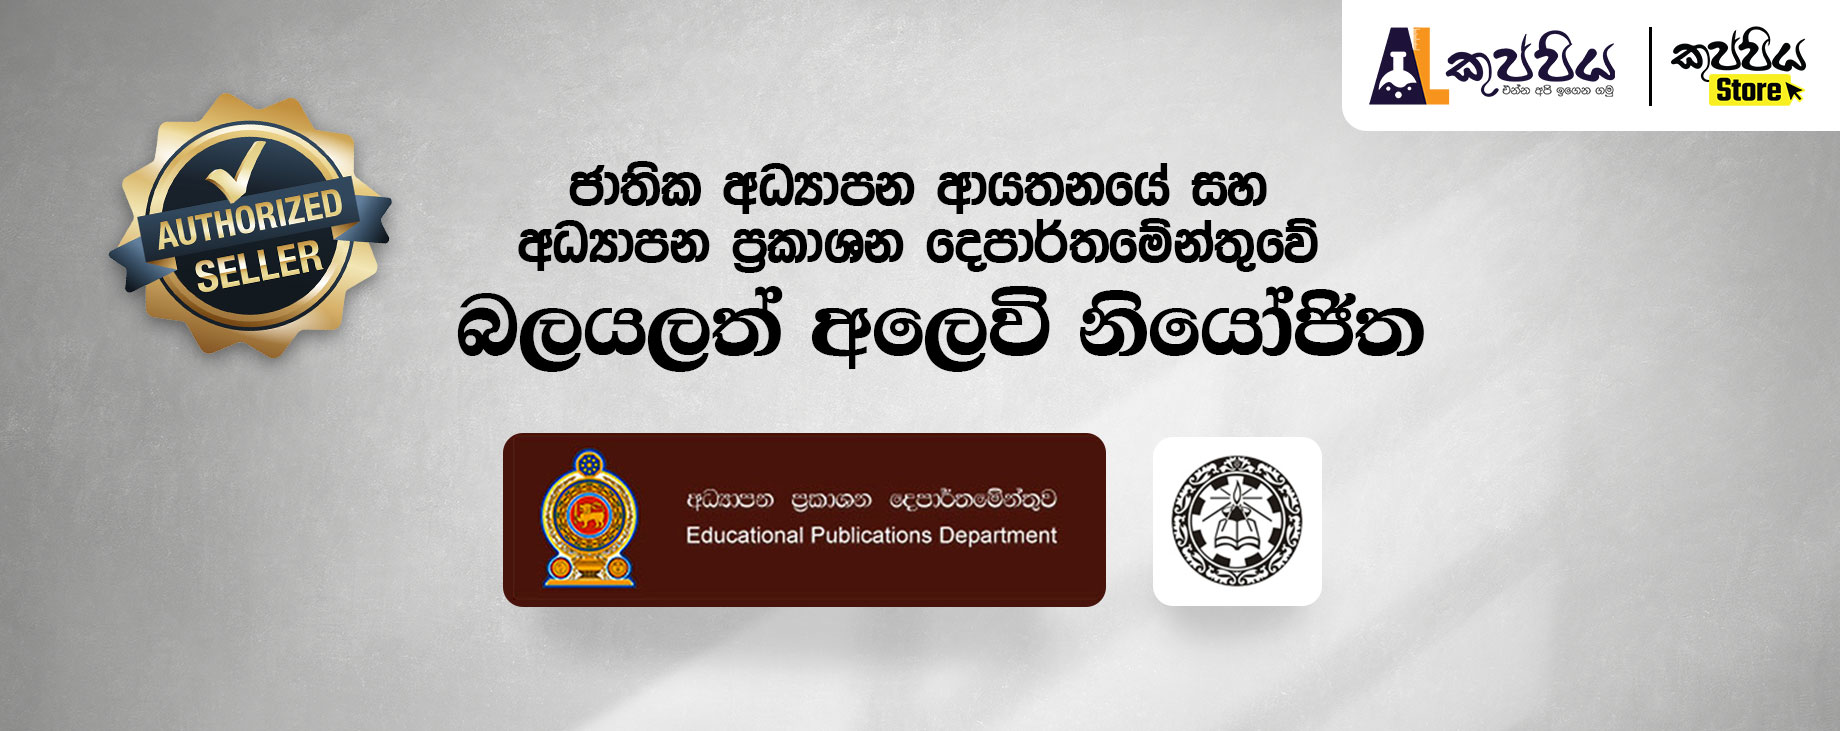 AL කුප්පිය
එන්න අපි ඉගෙන ගමු
කුප්පිය
Store
AUTHORIZED
SELLER
ජාතික අධ්‍යාපන ආයතනයේ සහ
අධ්‍යාපන ප්‍රකාශන දෙපාර්තමේන්තුවේ
බලයලත් අලෙවි නියෝජිත
අධ්‍යාපන ප්‍රකාශන දෙපාර්තමේන්තුව
Educational Publications Department